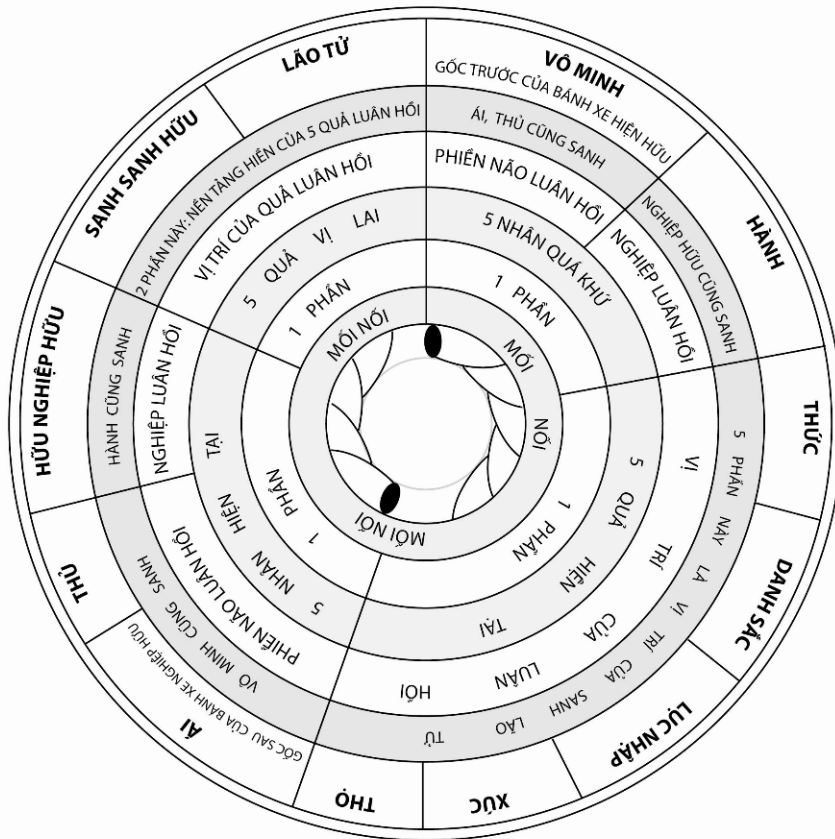 VÔ MINH
GỐC TRƯỚC CỦA BÁNH XE HIỆN HỮU
HÀNH
THỨC
DANH SẮC
LỤC NHẬP
XÚC
THỌ
ÁI
GỐC SAU CỦA BÁNH XE NGHIỆP HỮU
THỦ
HỮU NGHIỆP HỮU
SANH SANH HỮU
LÃO TỬ
ÁI, THỦ CŨNG SANH
NGHIỆP HỮU CŨNG SANH
5 PHẦN NÀY LÀ VỊ TRÍ CỦA SANH LÃO TỬ
VÔ MINH CŨNG SANH
HÀNH CŨNG SANH
2 PHẦN NÀY: NỀN TẢNG HIỂN CỦA 5 QUẢ LUÂN HỒI
PHIỀN NÃO LUÂN HỒI
NGHIỆP LUÂN HỒI
VỊ TRÍ CỦA LUÂN HỒI
PHIỀN NÃO LUÂN HỒI
NGHIỆP LUÂN HỒI
VỊ TRÍ CỦA QUẢ LUÂN HỒI
5 NHÂN QUÁ KHỨ
5 QUẢ HIỆN TẠI
5 NHÂN HIỆN TẠI
5 QUẢ VỊ LAI
1 PHẦN
1 PHẦN
1 PHẦN
1 PHẦN
MỐI NỐI
MỐI NỐI
MỐI NỐI